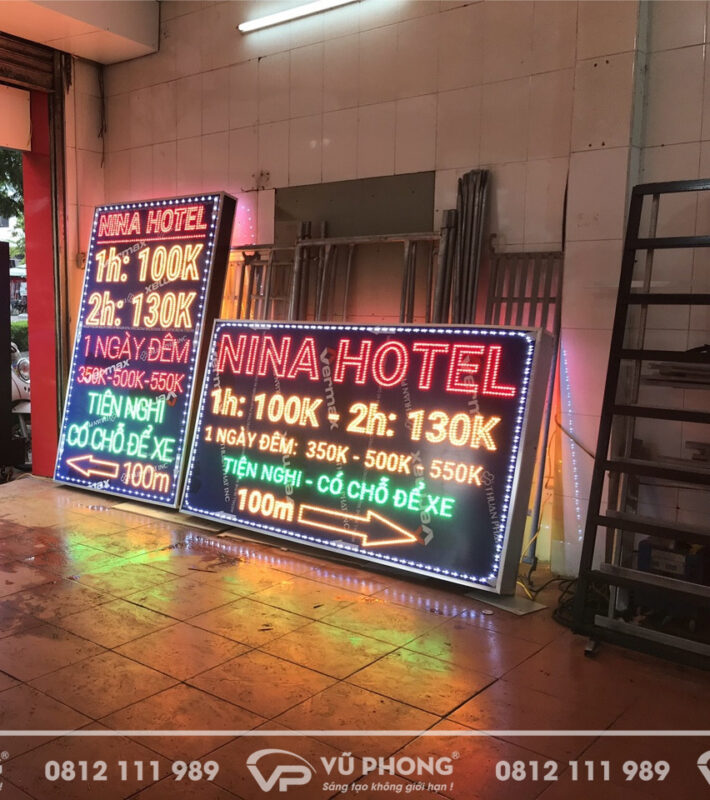 NINA HOTEL
1h: 100K
2h: 130K
1 NGÀY ĐÊM
350K-500K-550K
TIỆN NGHI
CÓ CHỖ ĐỂ XE
100m
NINA HOTEL
1h: 100K - 2h: 130K
1 NGÀY ĐÊM: 350K - 500K - 550K
TIỆN NGHI - CÓ CHỖ ĐỂ XE
100m
0812 111 989
VP VŨ PHONG®
Sáng tạo không giới hạn !
0812 111 989